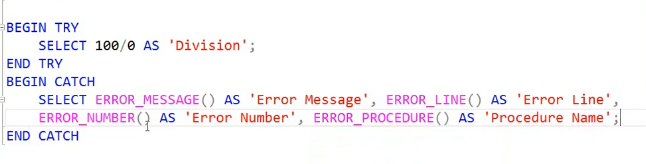 BEGIN TRY
SELECT 100/0 AS 'Division';
END TRY
BEGIN CATCH
SELECT ERROR_MESSAGE() AS 'Error Message', ERROR_LINE() AS 'Error Line',
ERROR_NUMBER() AS 'Error Number', ERROR_PROCEDURE() AS 'Procedure Name';
END CATCH